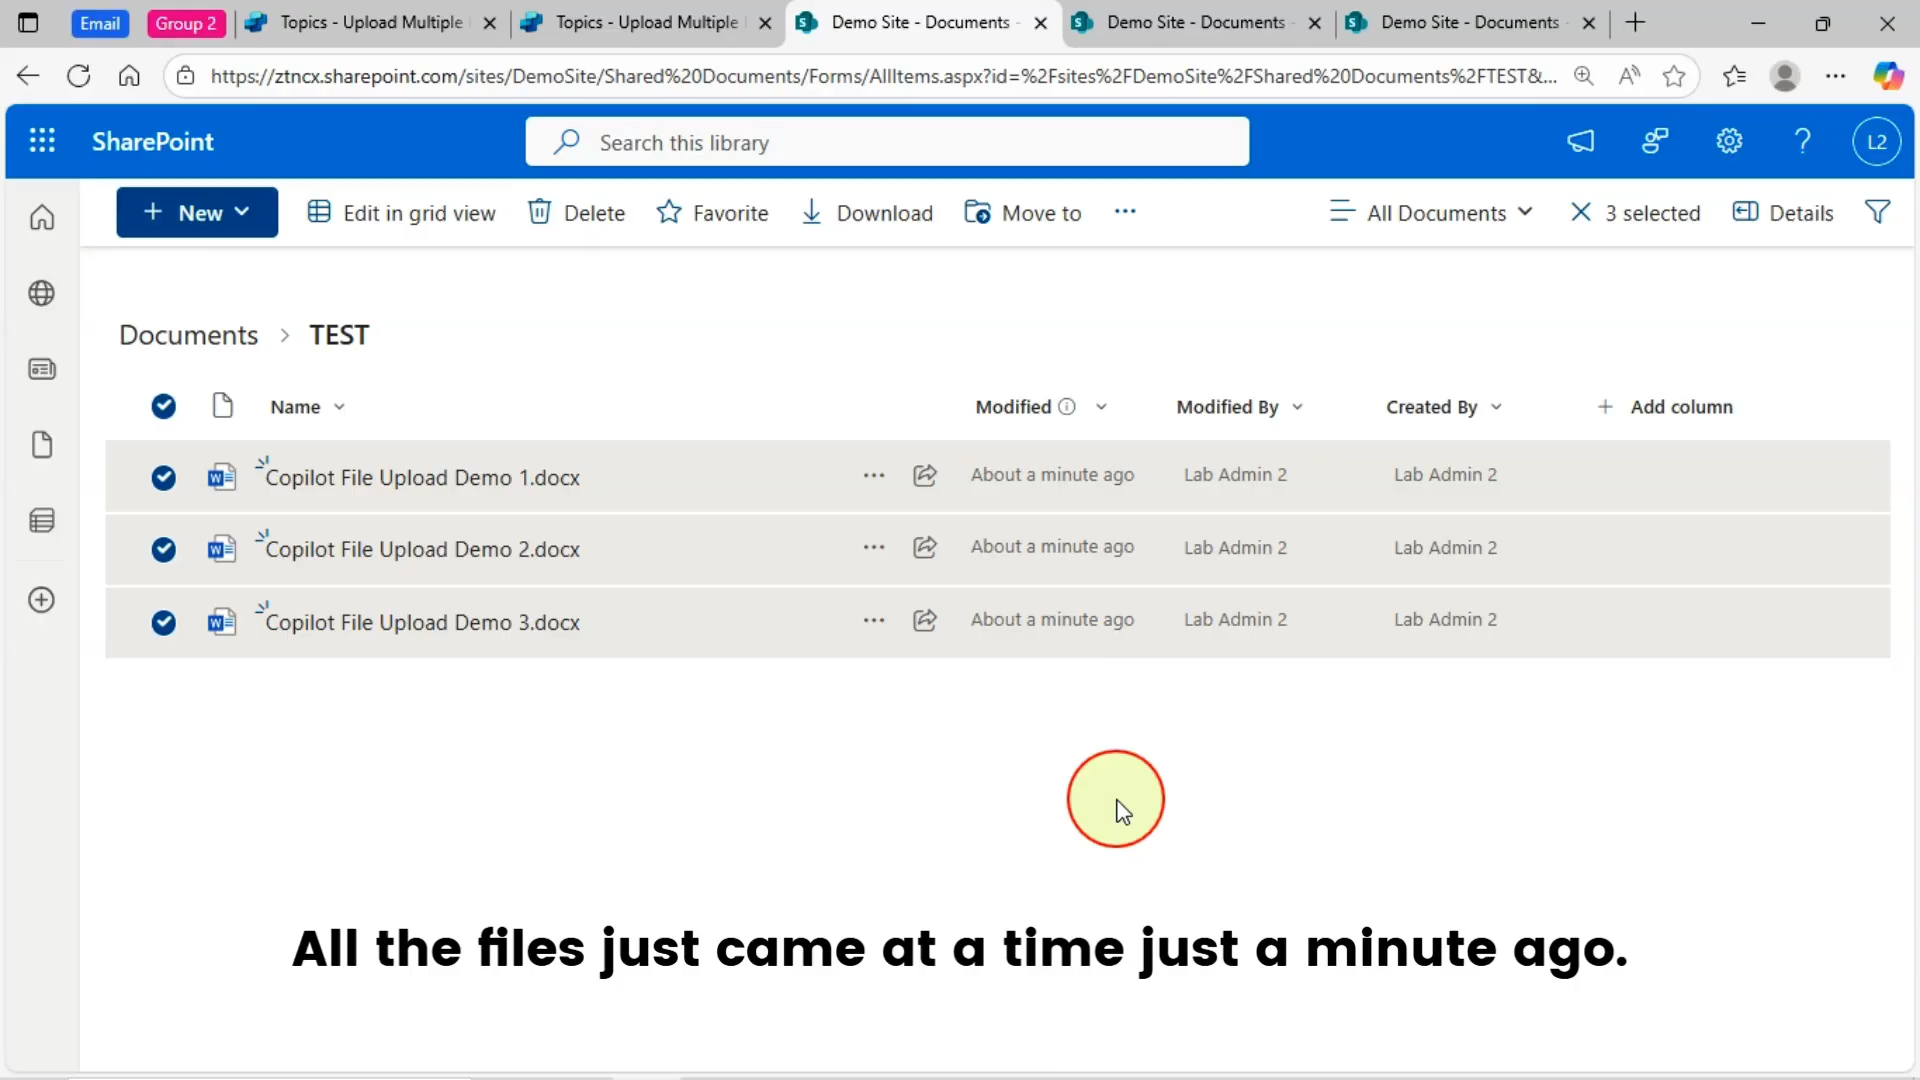 Email
Group 2
Topics - Upload Multiple
Topics - Upload Multiple
Demo Site - Documents -
Demo Site - Documents -
Demo Site - Documents -
https://ztncx.sharepoint.com/sites/DemoSite/Shared%20Documents/Forms/AllItems.aspx?id=%2Fsites%2FDemoSite%2FShared%20Documents%2FTEST&...
SharePoint
Search this library
L2
New
Edit in grid view
Delete
Favorite
Download
Move to
All Documents
3 selected
Details
Documents > TEST
Name
Modified
Modified By
Created By
Add column
Copilot File Upload Demo 1.docx
About a minute ago
Lab Admin 2
Lab Admin 2
Copilot File Upload Demo 2.docx
About a minute ago
Lab Admin 2
Lab Admin 2
Copilot File Upload Demo 3.docx
About a minute ago
Lab Admin 2
Lab Admin 2
All the files just came at a time just a minute ago.